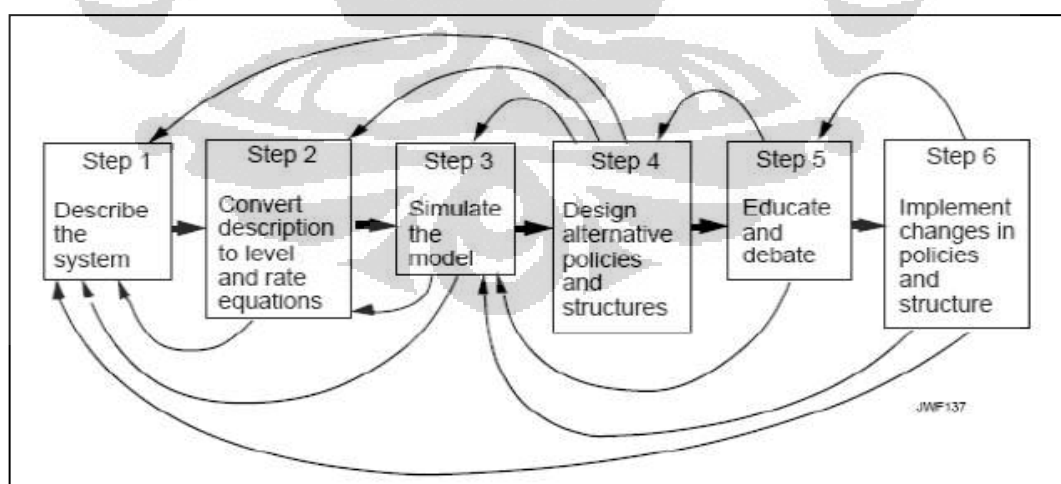 Step 1
Describe
the
system
Step 2
Convert
description
to level
and rate
equations
Step 3
Simulate
the
model
Step 4
Design
alternative
policies
and
structures
Step 5
Educate
and
debate
Step 6
Implement
changes in
policies
and
structure
JWF137